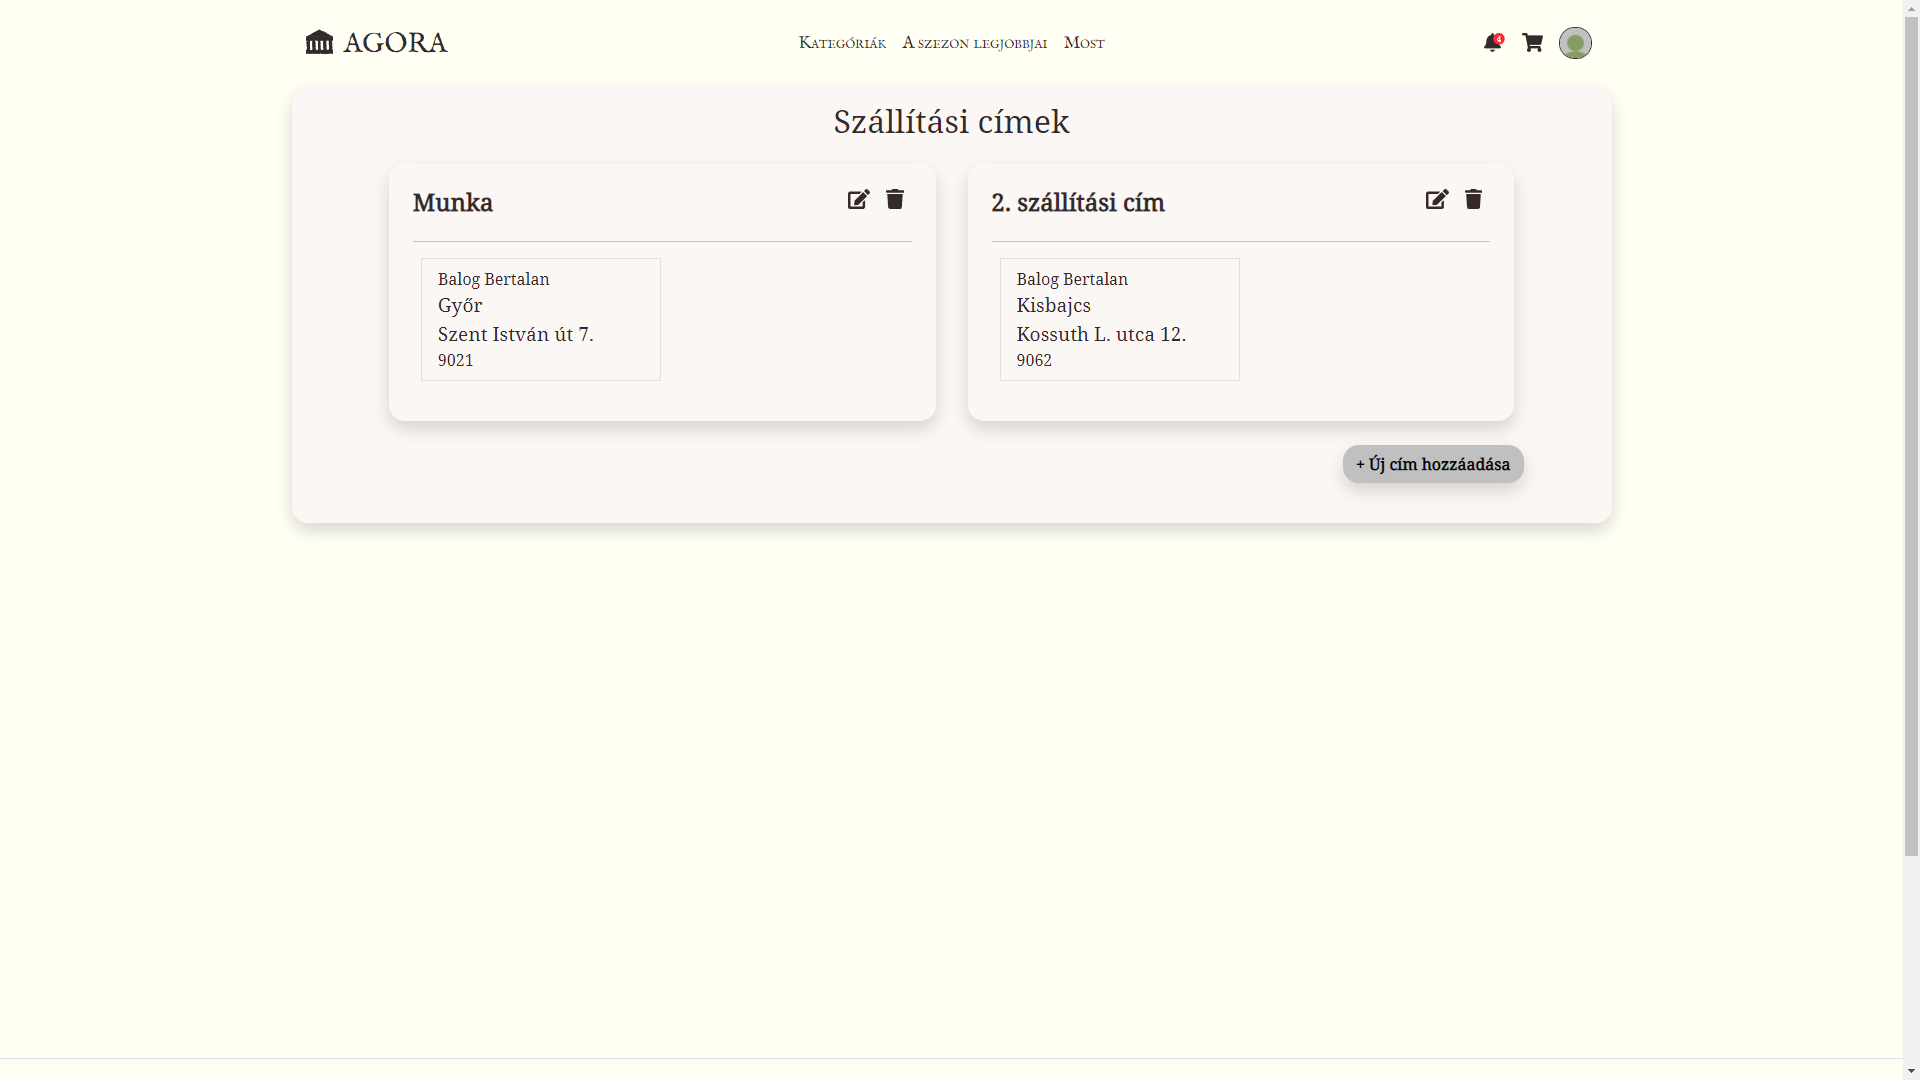 AGORA
Kategóriák A szezon legjobbjai Most
4
Szállítási címek
Munka
Balog Bertalan
Győr
Szent István út 7.
9021
2. szállítási cím
Balog Bertalan
Kisbajcs
Kossuth L. utca 12.
9062
+ Új cím hozzáadása